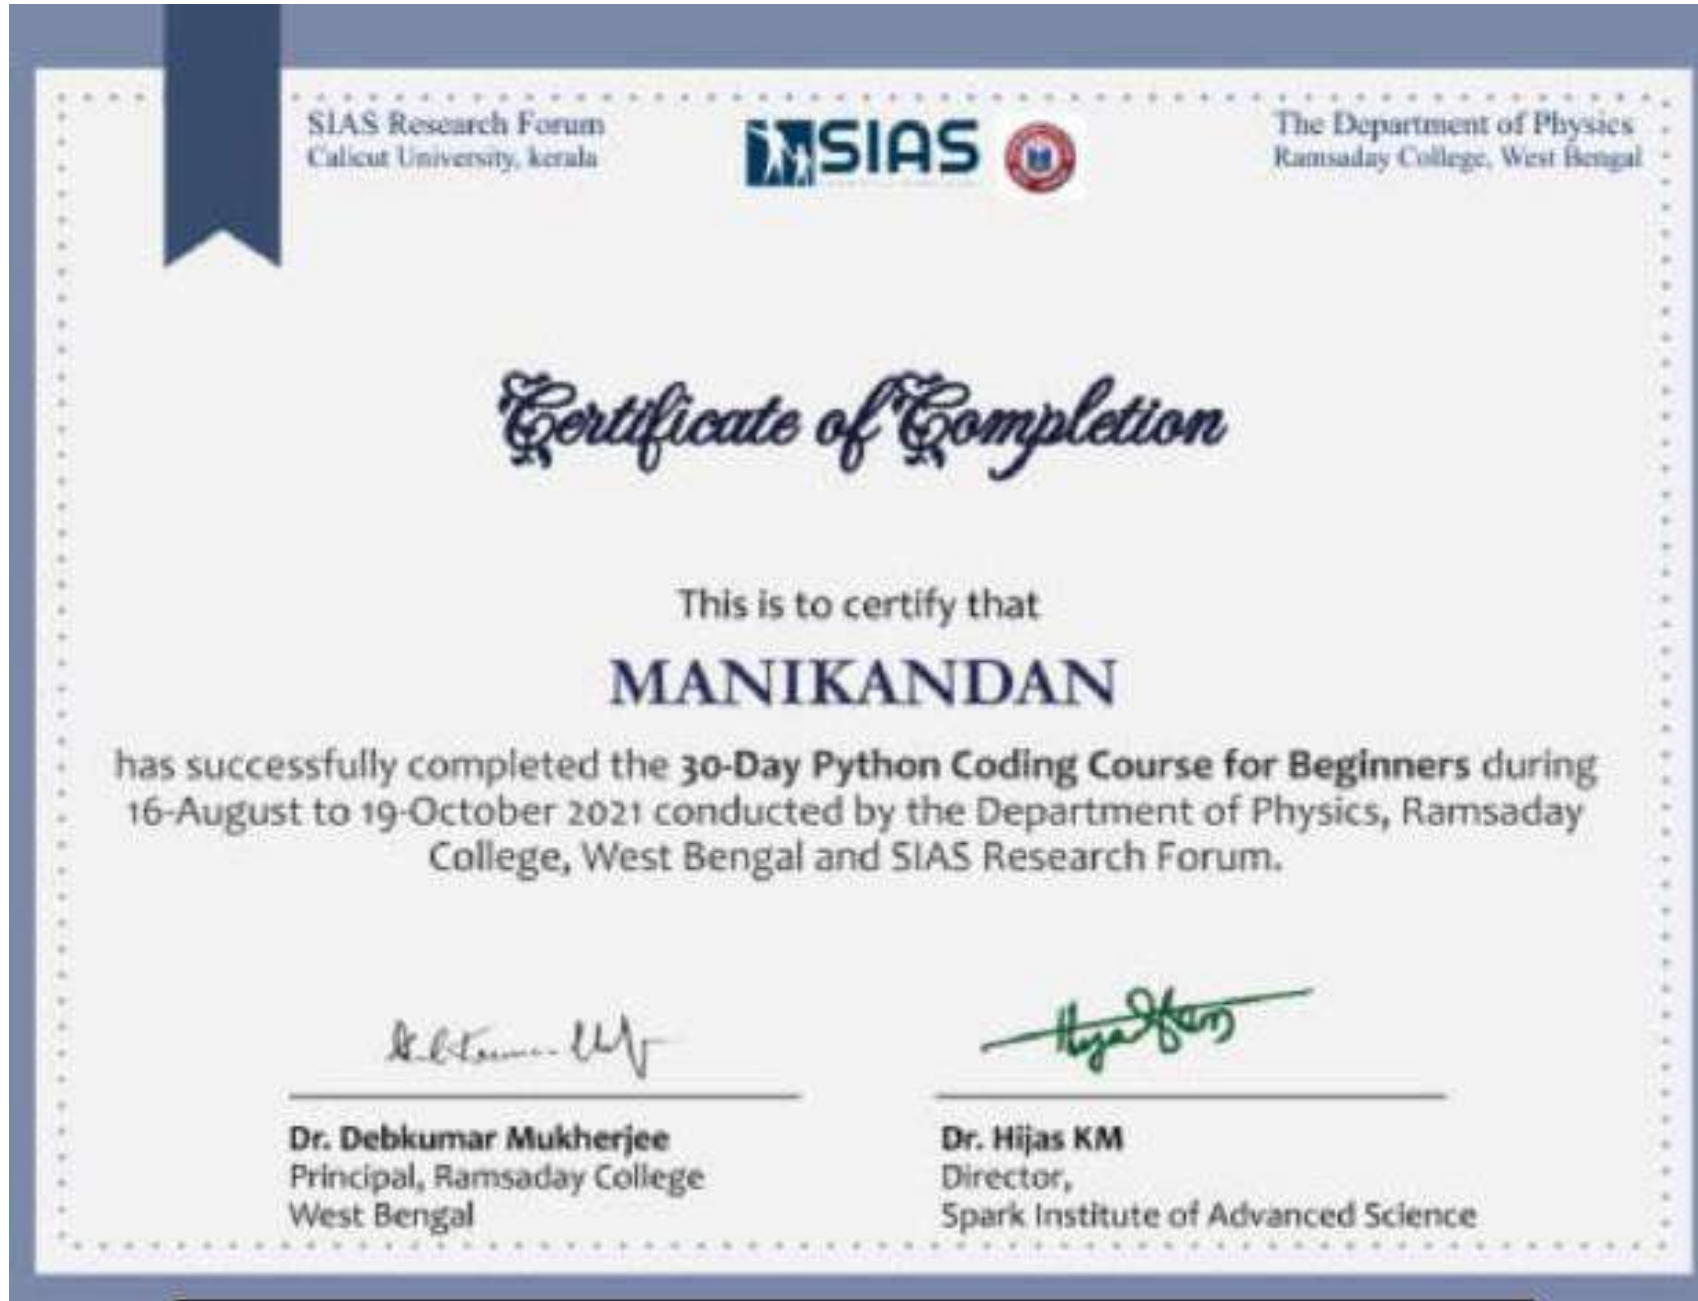 SIAS Research Forum
Calicut University, kerala
SIAS
The Department of Physics
Ramsaday College, West Bengal
Certificate of Completion
This is to certify that
MANIKANDAN
has successfully completed the 30-Day Python Coding Course for Beginners during
16-August to 19-October 2021 conducted by the Department of Physics, Ramsaday
College, West Bengal and SIAS Research Forum.
Dr. Debkumar Mukherjee
Principal, Ramsaday College
West Bengal
Dr. Hijas KM
Director,
Spark Institute of Advanced Science